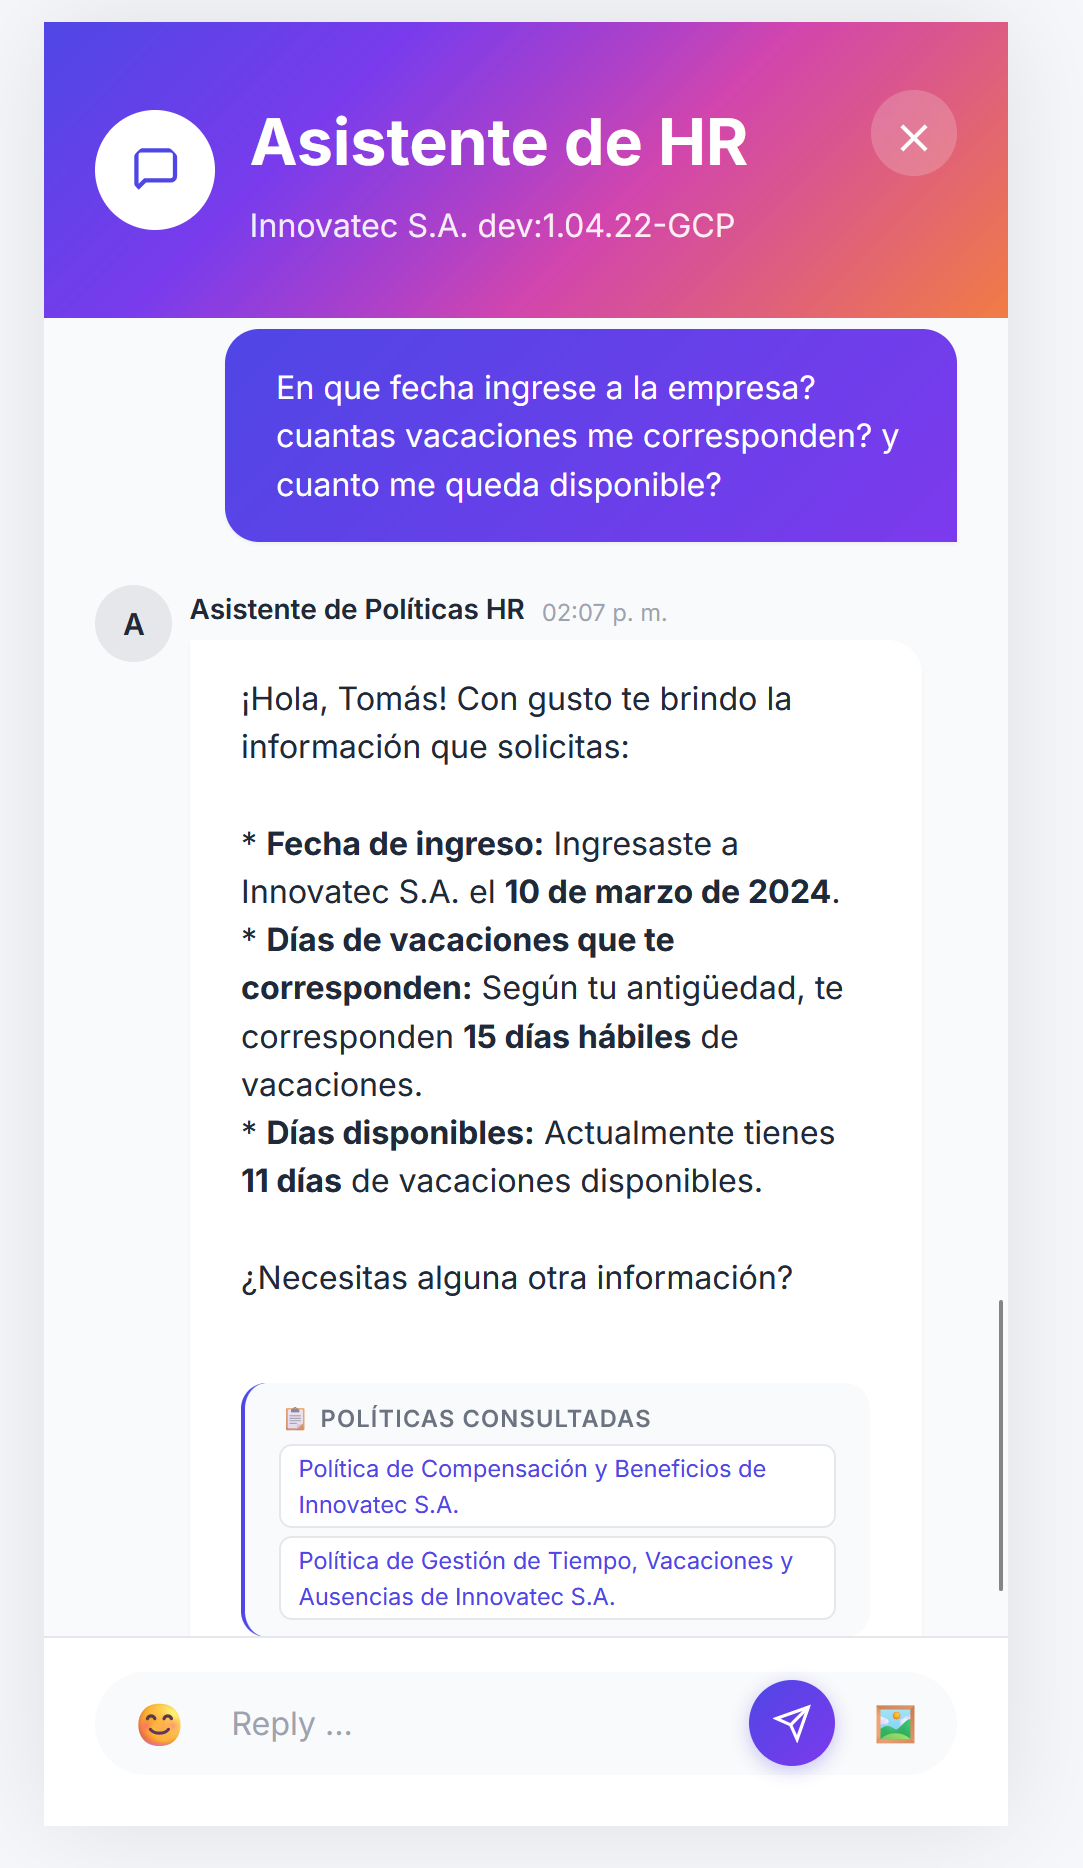 Asistente de HR
Innovatec S.A. dev:1.04.22-GCP
En que fecha ingrese a la empresa?
cuantas vacaciones me corresponden? y
cuanto me queda disponible?
A
Asistente de Políticas HR 02:07 p. m.
¡Hola, Tomás! Con gusto te brindo la
información que solicitas:
* Fecha de ingreso: Ingresaste a
Innovatec S.A. el 10 de marzo de 2024.
* Días de vacaciones que te
corresponden: Según tu antigüedad, te
corresponden 15 días hábiles de
vacaciones.
* Días disponibles: Actualmente tienes
11 días de vacaciones disponibles.
¿Necesitas alguna otra información?
POLÍTICAS CONSULTADAS
Política de Compensación y Beneficios de
Innovatec S.A.
Política de Gestión de Tiempo, Vacaciones y
Ausencias de Innovatec S.A.
Reply ...